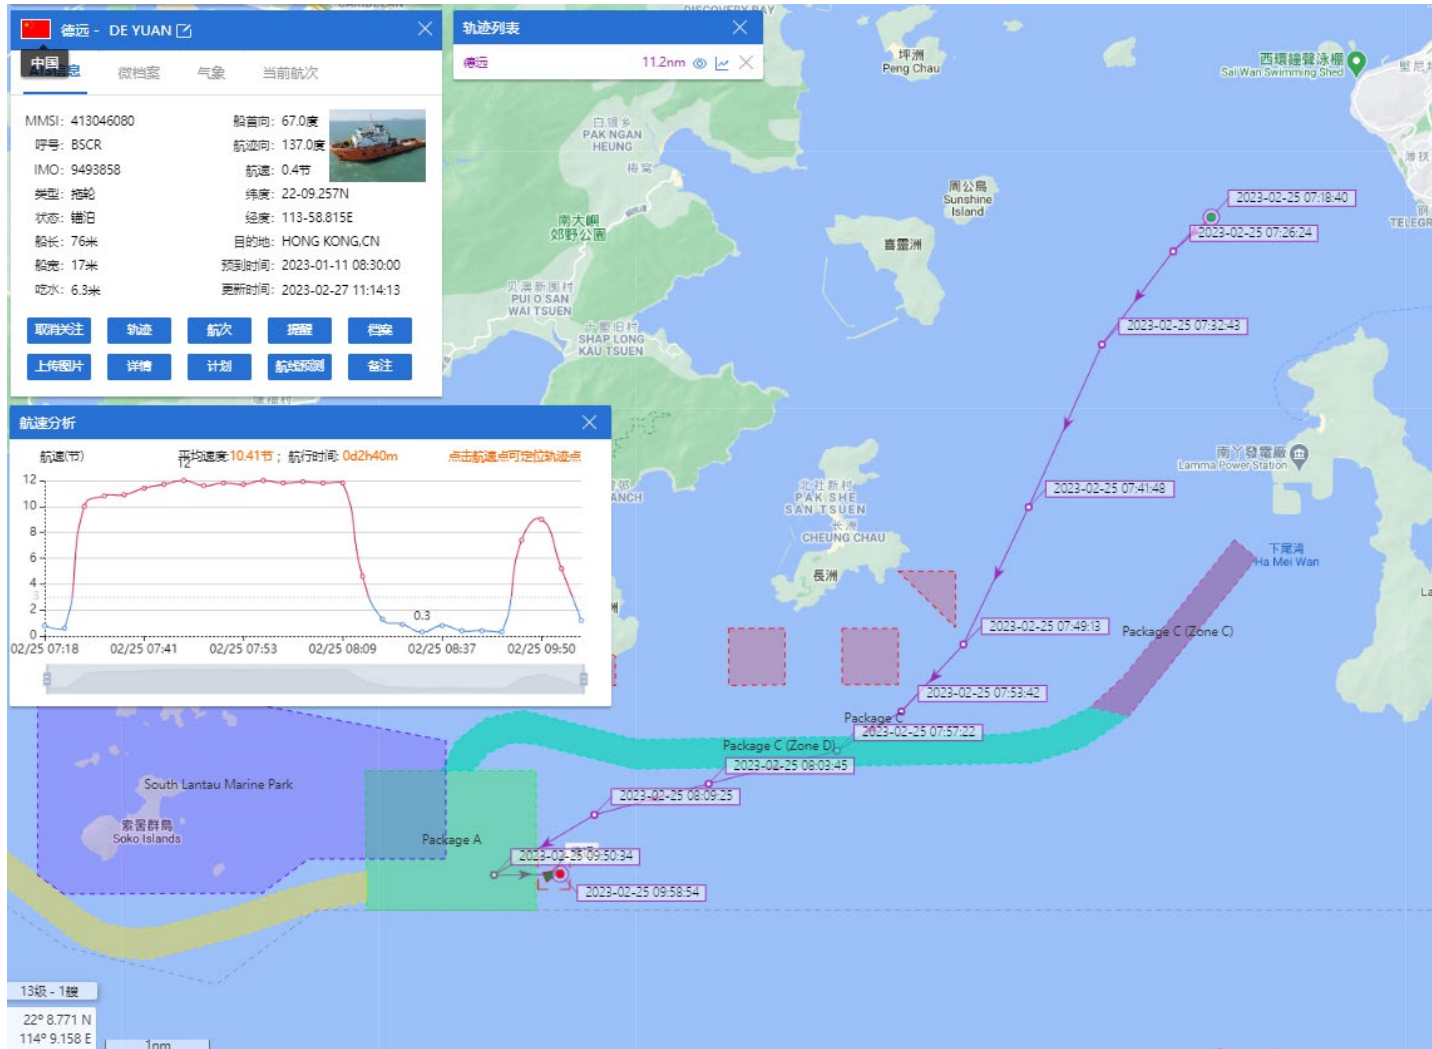 德远 - DE YUAN
中国
微档案
气象
当前航次
MMSI: 413046080
船首向: 67.0度
呼号: BSCR
航迹向: 137.0度
IMO: 9493858
航速: 0.4节
类型: 拖轮
纬度: 22-09.257N
状态: 锚泊
经度: 113-58.815E
船长: 76米
目的地: HONG KONG,CN
船宽: 17米
预到时间: 2023-01-11 08:30:00
吃水: 6.3米
更新时间: 2023-02-27 11:14:13
取消关注
轨迹
航次
提醒
档案
上传图片
详情
计划
航线预测
备注
轨迹列表
德远
11.2nm
航速分析
航速(节)
平均速度:10.41节 ; 航行时间: 0d2h40m
点击航速点可定位轨迹点
12
12
10
8
6
4
3
2
0
0.3
02/25 07:18
02/25 07:41
02/25 07:53
02/25 08:09
02/25 08:37
02/25 09:50
DISCOVERY BAY
坪洲
Peng Chau
西環鐘聲泳棚
Sai Wan Swimming Shed
白银乡
PAK NGAN
HEUNG
梅窝
周公島
Sunshine
Island
南大嶼
郊野公園
喜靈洲
贝澳新围村
PUI O SAN
WAI TSUEN
十塱旧村
SHAP LONG
KAU TSUEN
TELEGR
2023-02-25 07:18:40
2023-02-25 07:26:24
2023-02-25 07:32:43
2023-02-25 07:41:48
2023-02-25 07:49:13
2023-02-25 07:53:42
2023-02-25 07:57:22
2023-02-25 08:03:45
2023-02-25 08:09:25
2023-02-25 09:50:34
2023-02-25 09:58:54
南丫發電廠
Lamma Power Station
北社新村
PAK SHE
SAN TSUEN
长洲
CHEUNG CHAU
長洲
下尾湾
Ha Mei Wan
Package C (Zone C)
Package C
Package C (Zone D)
South Lantau Marine Park
索罟群島
Soko Islands
Package A
13级 - 1艘
22º 8.771 N
114º 9.158 E
1nm